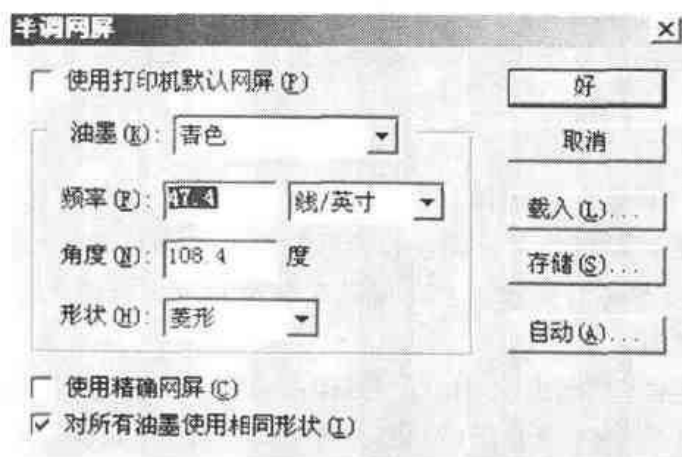 半调网屏
使用打印机默认网屏(P)
好
油墨(K): 青色
取消
频率(F): 47.4 线/英寸
载入(L)...
角度(N): 108.4 度
存储(S)...
形状(H): 菱形
自动(A)...
使用精确网屏(C)
对所有油墨使用相同形状(I)